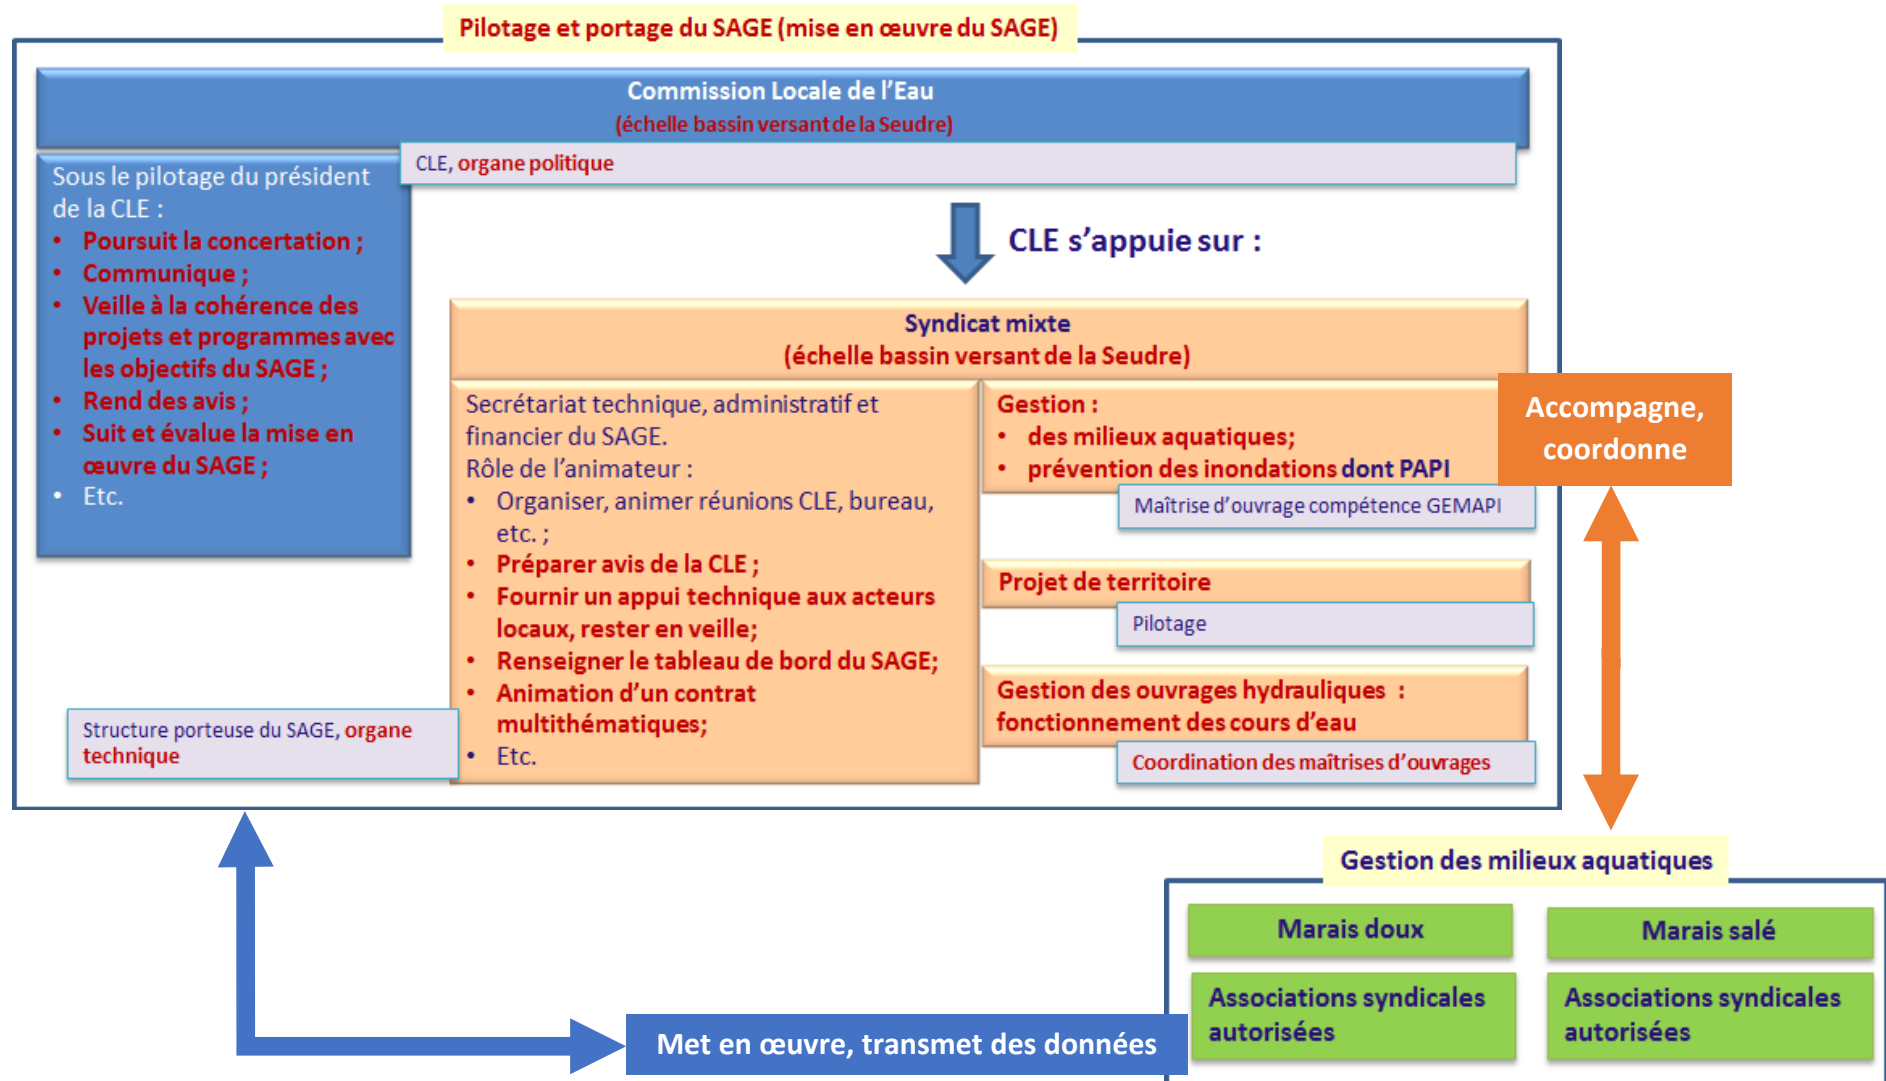 Pilotage et portage du SAGE (mise en œuvre du SAGE)
Commission Locale de l'Eau
(échelle bassin versant de la Seudre)
CLE, organe politique
Sous le pilotage du président
de la CLE :
• Poursuit la concertation ;
• Communique ;
• Veille à la cohérence des
projets et programmes avec
les objectifs du SAGE ;
• Rend des avis ;
• Suit et évalue la mise en
œuvre du SAGE ;
• Etc.
CLE s'appuie sur :
Syndicat mixte
(échelle bassin versant de la Seudre)
Secrétariat technique, administratif et
financier du SAGE.
Rôle de l'animateur :
• Organiser, animer réunions CLE, bureau,
etc. ;
• Préparer avis de la CLE ;
• Fournir un appui technique aux acteurs
locaux, rester en veille;
• Renseigner le tableau de bord du SAGE;
• Animation d'un contrat
multithématiques;
• Etc.
Structure porteuse du SAGE, organe
technique
Gestion :
• des milieux aquatiques;
• prévention des inondations dont PAPI
Maîtrise d'ouvrage compétence GEMAPI
Projet de territoire
Pilotage
Gestion des ouvrages hydrauliques :
fonctionnement des cours d'eau
Coordination des maîtrises d'ouvrages
Accompagne,
coordonne
Gestion des milieux aquatiques
Marais doux
Marais salé
Associations syndicales
autorisées
Associations syndicales
autorisées
Met en œuvre, transmet des données